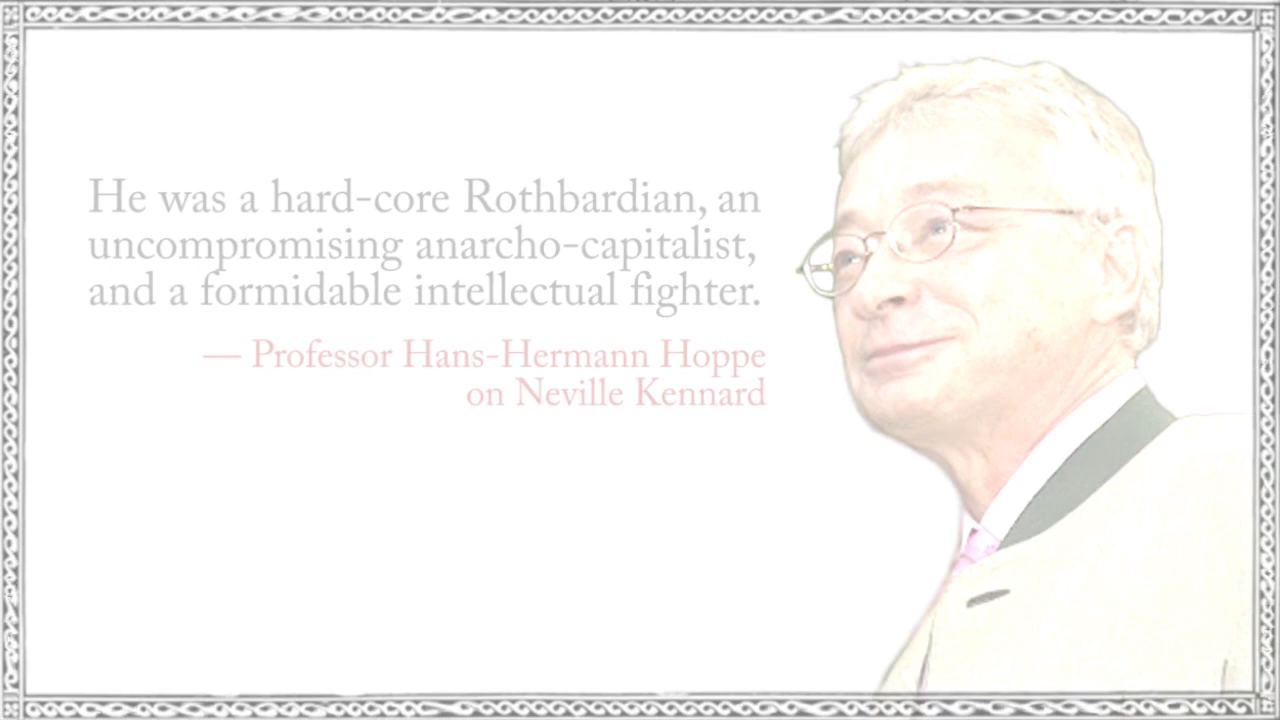 He was a hard-core Rothbardian, an
uncompromising anarcho-capitalist,
and a formidable intellectual fighter.
— Professor Hans-Hermann Hoppe
on Neville Kennard